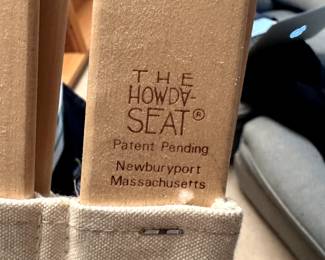 THE
HOWDA-
SEAT®
Patent Pending
Newburyport
Massachusetts